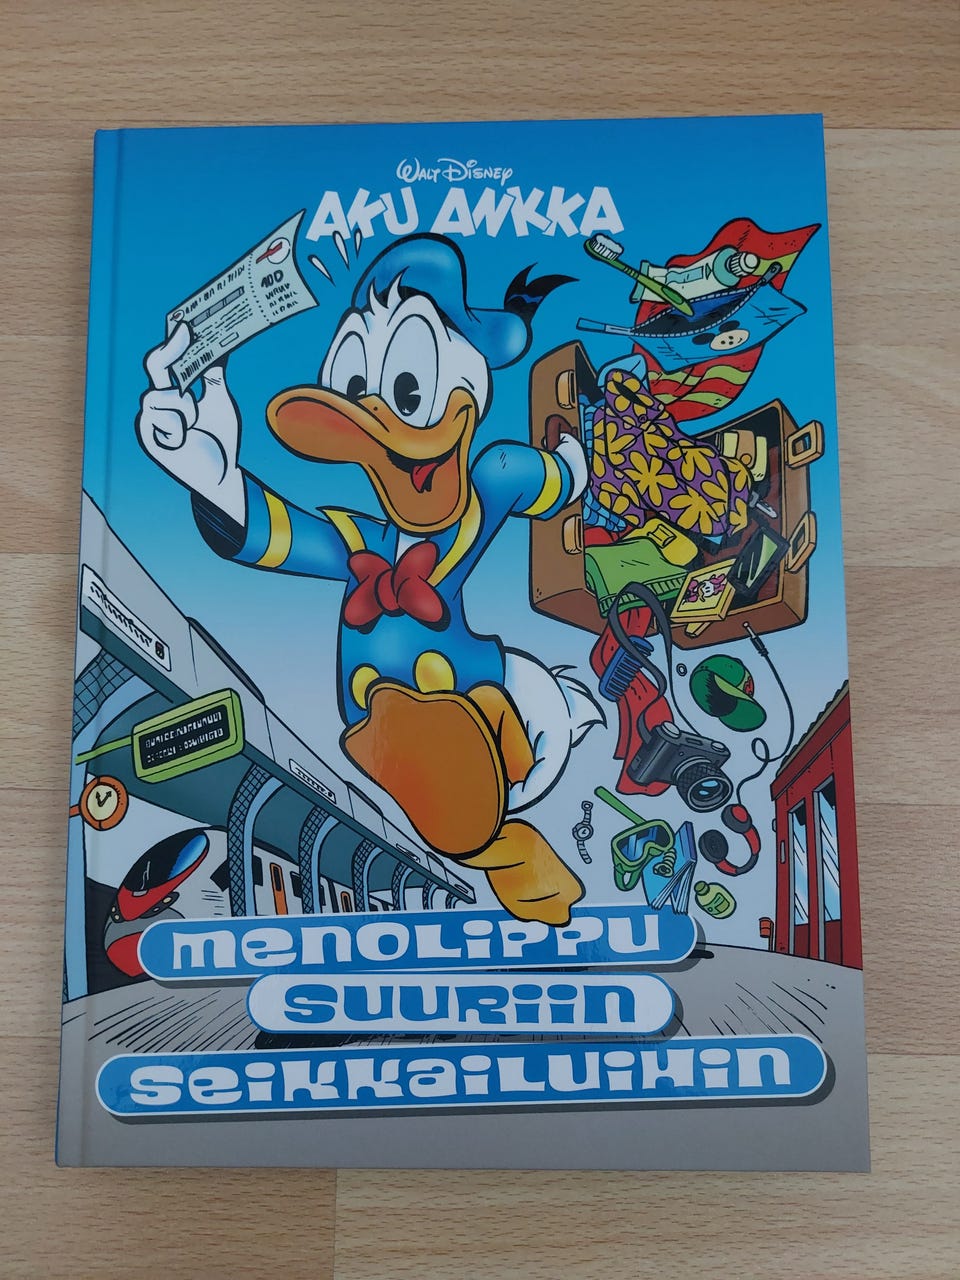 WALT DISNEY
AKU ANKKA
MENOLIPPU
SUURIIN
SEIKKAILUIHIN